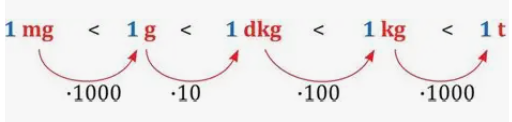 1 mg < 1 g < 1 dkg < 1 kg < 1 t
·1000 ·10 ·100 ·1000